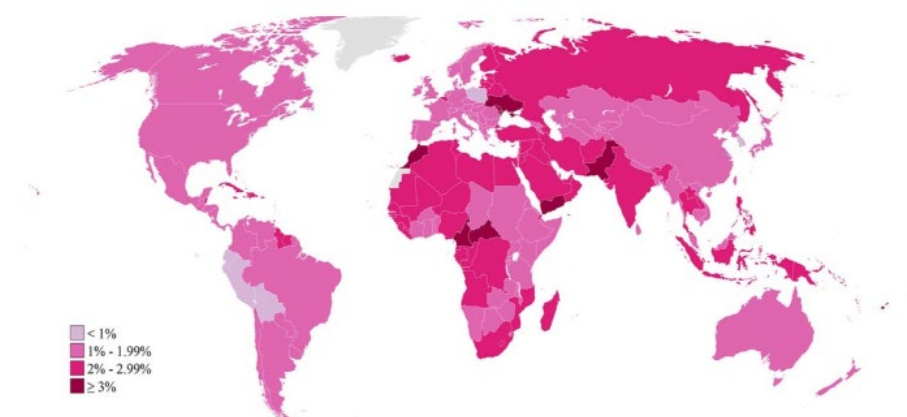 < 1%
1% - 1.99%
2% - 2.99%
≥ 3%